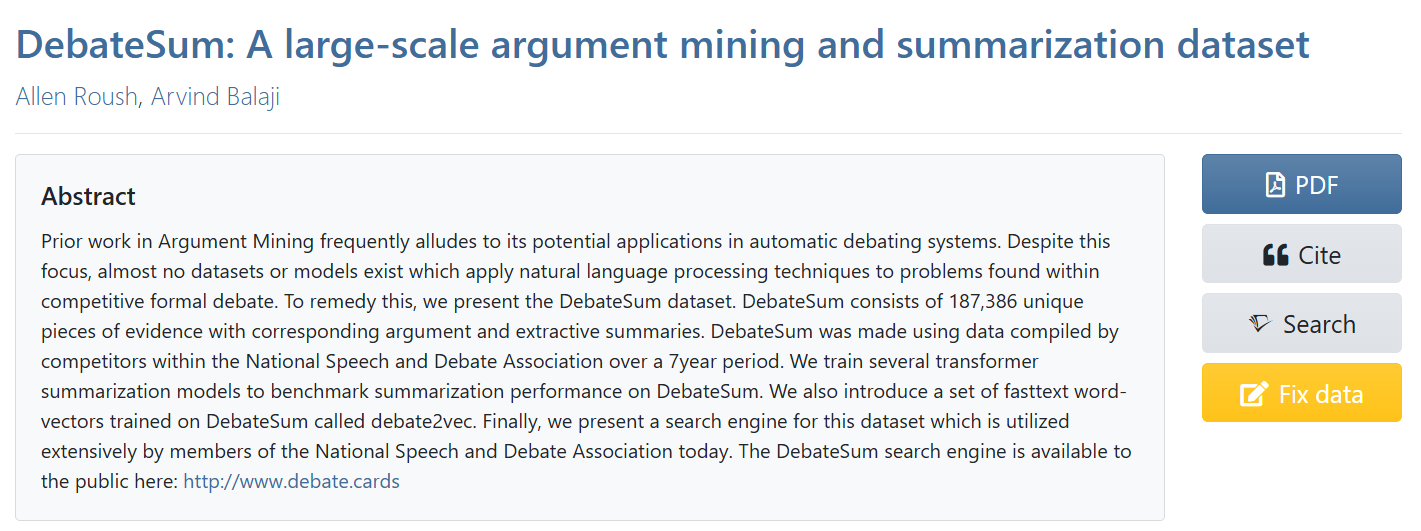 DebateSum: A large-scale argument mining and summarization dataset
Allen Roush, Arvind Balaji
Abstract
Prior work in Argument Mining frequently alludes to its potential applications in automatic debating systems. Despite this
focus, almost no datasets or models exist which apply natural language processing techniques to problems found within
competitive formal debate. To remedy this, we present the DebateSum dataset. DebateSum consists of 187,386 unique
pieces of evidence with corresponding argument and extractive summaries. DebateSum was made using data compiled by
competitors within the National Speech and Debate Association over a 7year period. We train several transformer
summarization models to benchmark summarization performance on DebateSum. We also introduce a set of fasttext word-
vectors trained on DebateSum called debate2vec. Finally, we present a search engine for this dataset which is utilized
extensively by members of the National Speech and Debate Association today. The DebateSum search engine is available to
the public here: http://www.debate.cards
PDF
Cite
Search
Fix data